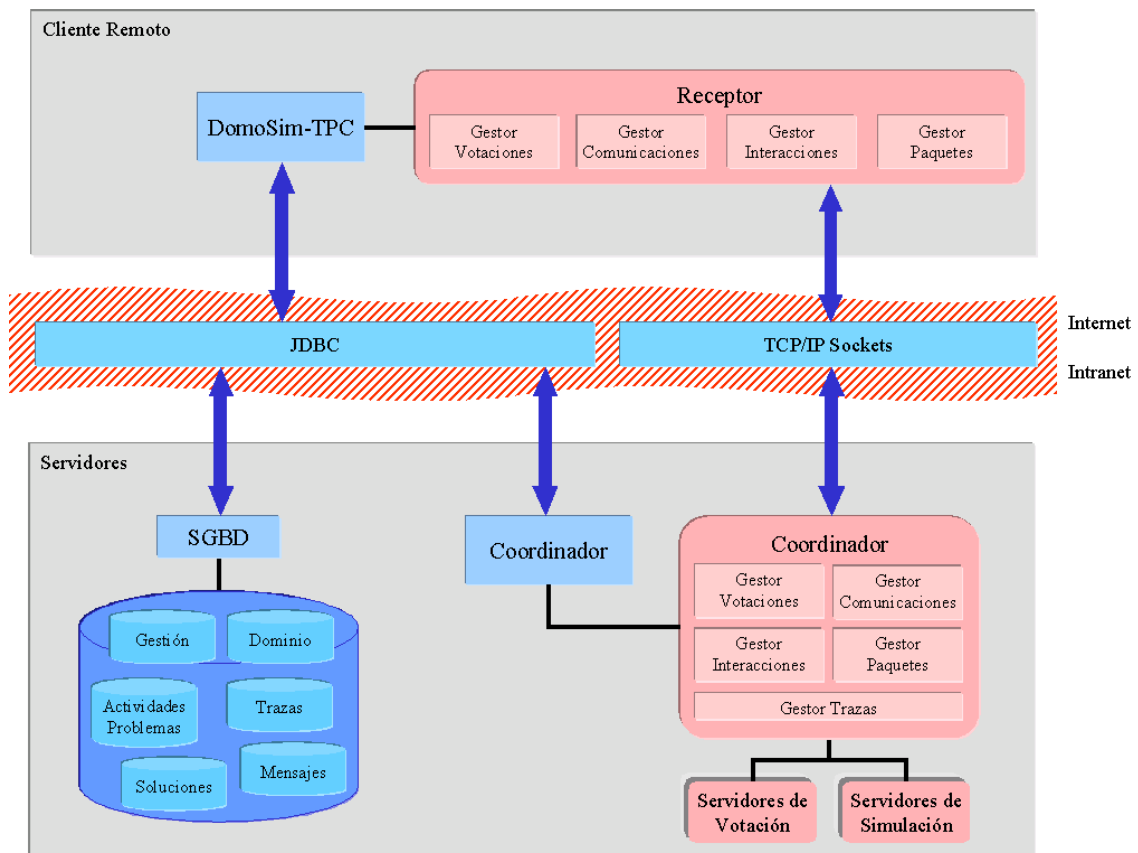 Cliente Remoto
DomoSim-TPC
Receptor
Gestor
Votaciones
Gestor
Comunicaciones
Gestor
Interacciones
Gestor
Paquetes
Internet
JDBC
TCP/IP Sockets
Intranet
Servidores
SGBD
Gestión
Dominio
Actividades
Problemas
Trazas
Soluciones
Mensajes
Coordinador
Coordinador
Gestor
Votaciones
Gestor
Comunicaciones
Gestor
Interacciones
Gestor
Paquetes
Gestor Trazas
Servidores de
Votación
Servidores de
Simulación